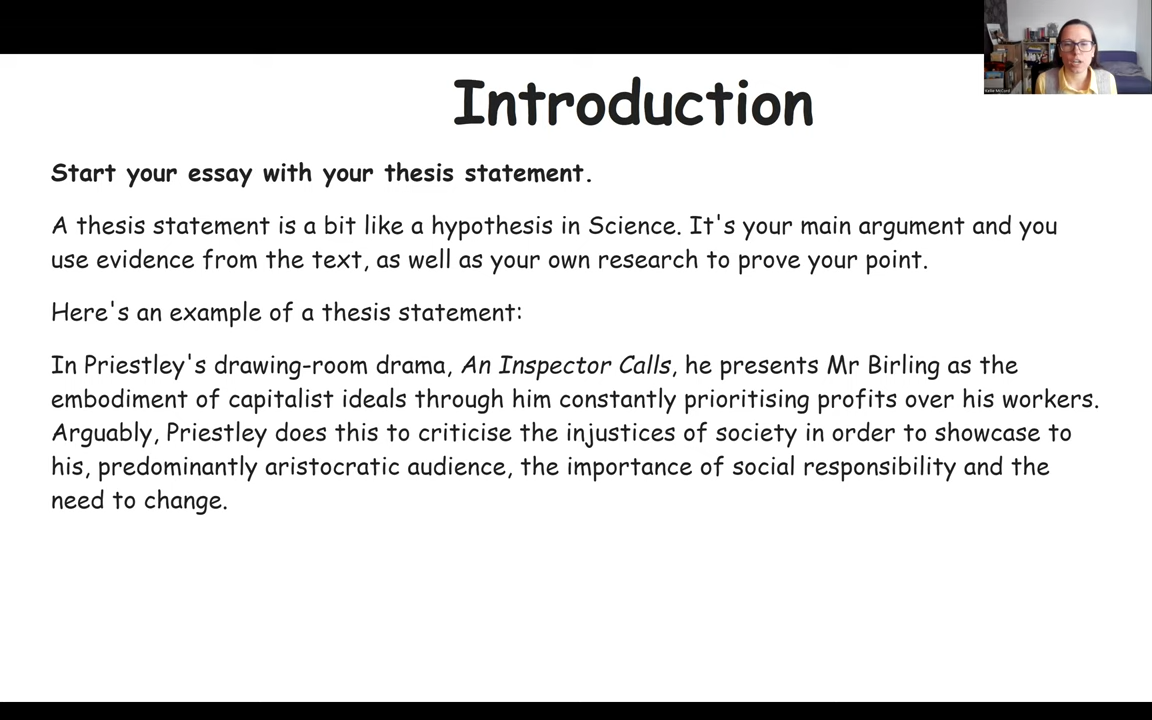 Introduction
Start your essay with your thesis statement.
A thesis statement is a bit like a hypothesis in Science. It's your main argument and you
use evidence from the text, as well as your own research to prove your point.
Here's an example of a thesis statement:
In Priestley's drawing-room drama, An Inspector Calls, he presents Mr Birling as the
embodiment of capitalist ideals through him constantly prioritising profits over his workers.
Arguably, Priestley does this to criticise the injustices of society in order to showcase to
his, predominantly aristocratic audience, the importance of social responsibility and the
need to change.